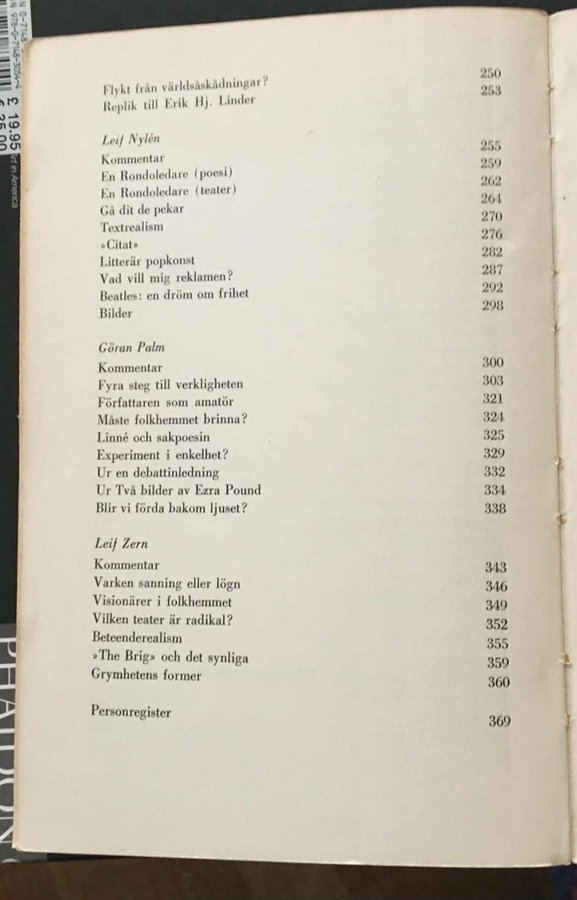 Flykt från världsåskådningar? 250
Replik till Erik Hj. Linder 253
Leif Nylén
Kommentar 255
En Rondoledare (poesi) 259
En Rondoledare (teater) 262
Gå dit de pekar 264
Textrealism 270
»Citat» 276
Litterär popkonst 282
Vad vill mig reklamen? 287
Beatles: en dröm om frihet 292
Bilder 298
Göran Palm
Kommentar 300
Fyra steg till verkligheten 303
Författaren som amatör 321
Måste folkhemmet brinna? 324
Linné och sakpoesin 325
Experiment i enkelhet? 329
Ur en debattinledning 332
Ur Två bilder av Ezra Pound 334
Blir vi förda bakom ljuset? 338
Leif Zern
Kommentar 343
Varken sanning eller lögn 346
Visionärer i folkhemmet 349
Vilken teater är radikal? 352
Beteenderealism 355
»The Brig» och det synliga 359
Grymhetens former 360
Personregister 369
£ 19.95
in America
PHAIDON